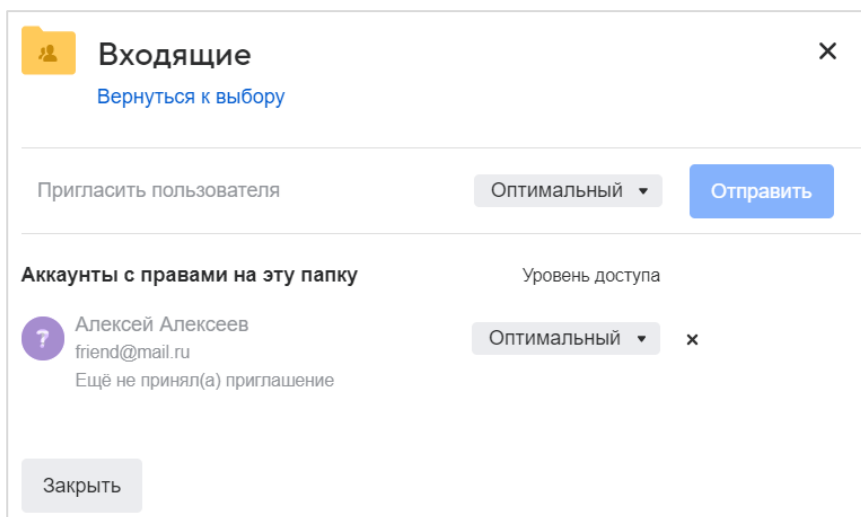 Входящие
Вернуться к выбору
Пригласить пользователя Оптимальный Отправить
Аккаунты с правами на эту папку Уровень доступа
Алексей Алексеев
friend@mail.ru
Оптимальный
Ещё не принял(а) приглашение
Закрыть